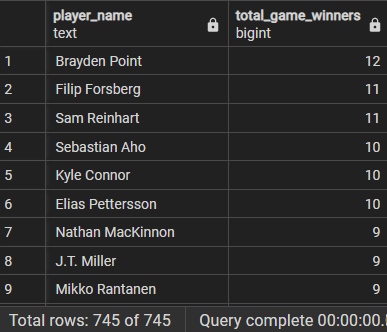 player_name total_game_winners
text bigint
1 Brayden Point 12
2 Filip Forsberg 11
3 Sam Reinhart 11
4 Sebastian Aho 10
5 Kyle Connor 10
6 Elias Pettersson 10
7 Nathan MacKinnon 9
8 J.T. Miller 9
9 Mikko Rantanen 9
Total rows: 745 of 745 Query complete 00:00:00.